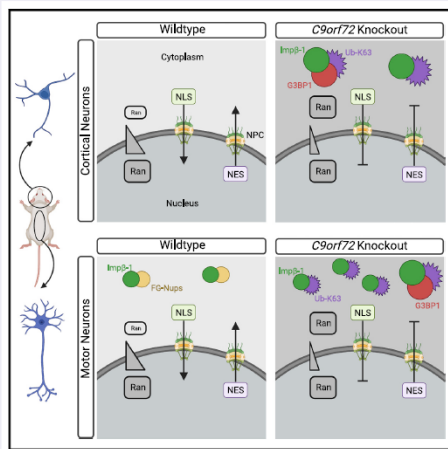 Wildtype
C9orf72 Knockout
Cortical Neurons
Cytoplasm
Ran
NLS
NPC
Ran
NES
Nucleus
Impβ-1
Ub-K63
G3BP1
Ran
NLS
Ran
NES
Wildtype
C9orf72 Knockout
Motor Neurons
Impβ-1
FG-Nups
Ran
NLS
Ran
NES
Impβ-1
Ub-K63
G3BP1
Ran
NLS
Ran
NES